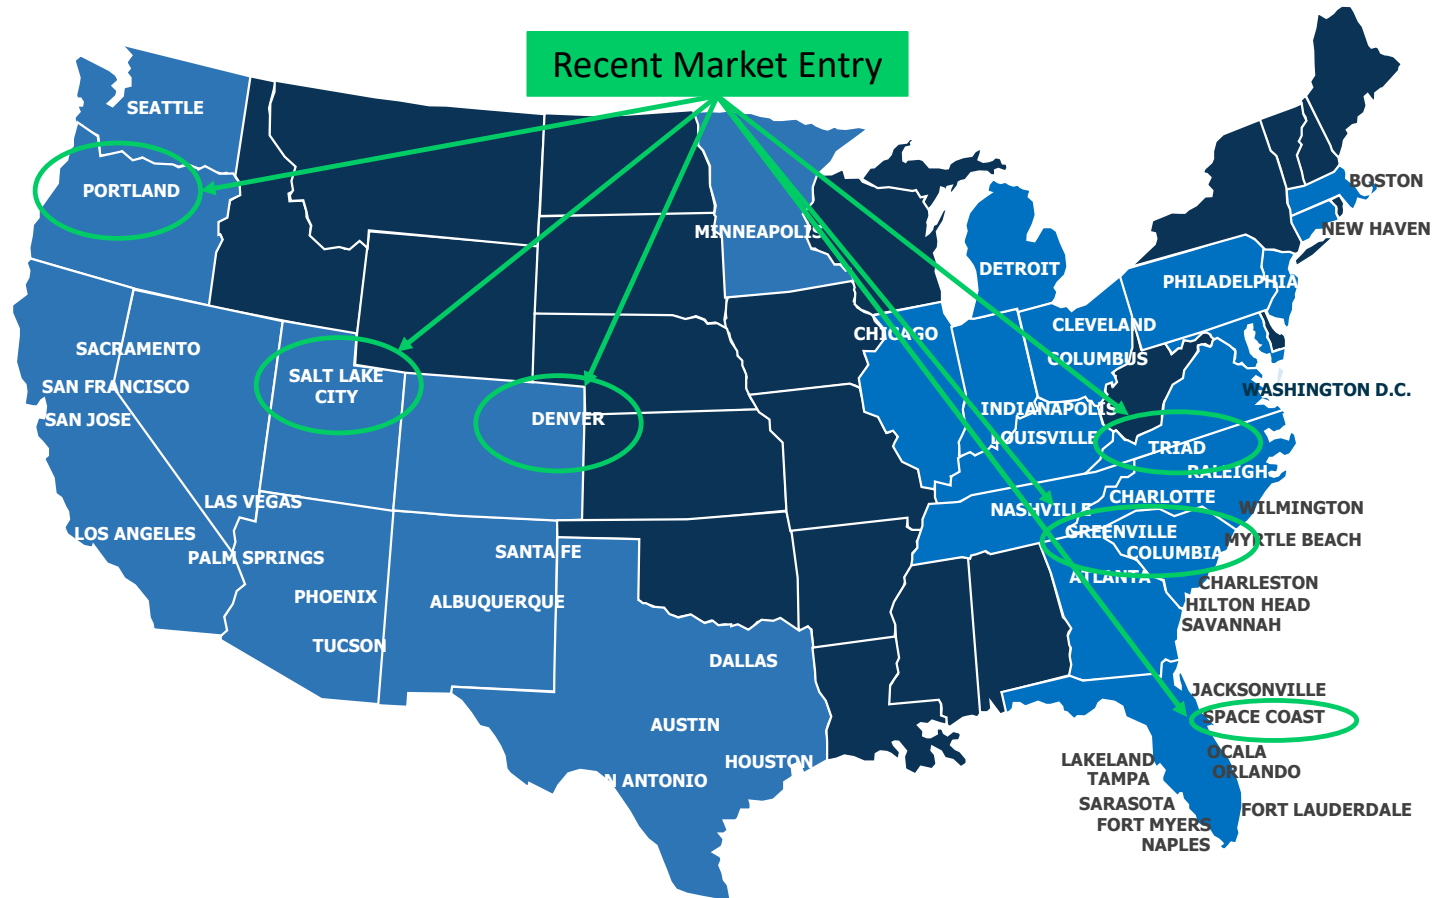 Recent Market Entry
SEATTLE
PORTLAND
BOSTON
NEW HAVEN
MINNEAPOLIS
DETROIT
PHILADELPHIA
CHICAGO
CLEVELAND
COLUMBUS
SACRAMENTO
SAN FRANCISCO
SAN JOSE
SALT LAKE
CITY
DENVER
WASHINGTON D.C.
INDIANAPOLIS
LOUISVILLE
TRIAD
RALEIGH
LAS VEGAS
LOS ANGELES
PALM SPRINGS
NASHVILLE
CHARLOTTE
WILMINGTON
GREENVILLE
MYRTLE BEACH
COLUMBIA
SANTA FE
ATLANTA
CHARLESTON
PHOENIX
ALBUQUERQUE
HILTON HEAD
SAVANNAH
TUCSON
DALLAS
JACKSONVILLE
SPACE COAST
AUSTIN
HOUSTON
OCALA
LAKELAND
ORLANDO
TAMPA
N ANTONIO
SARASOTA
FORT LAUDERDALE
FORT MYERS
NAPLES